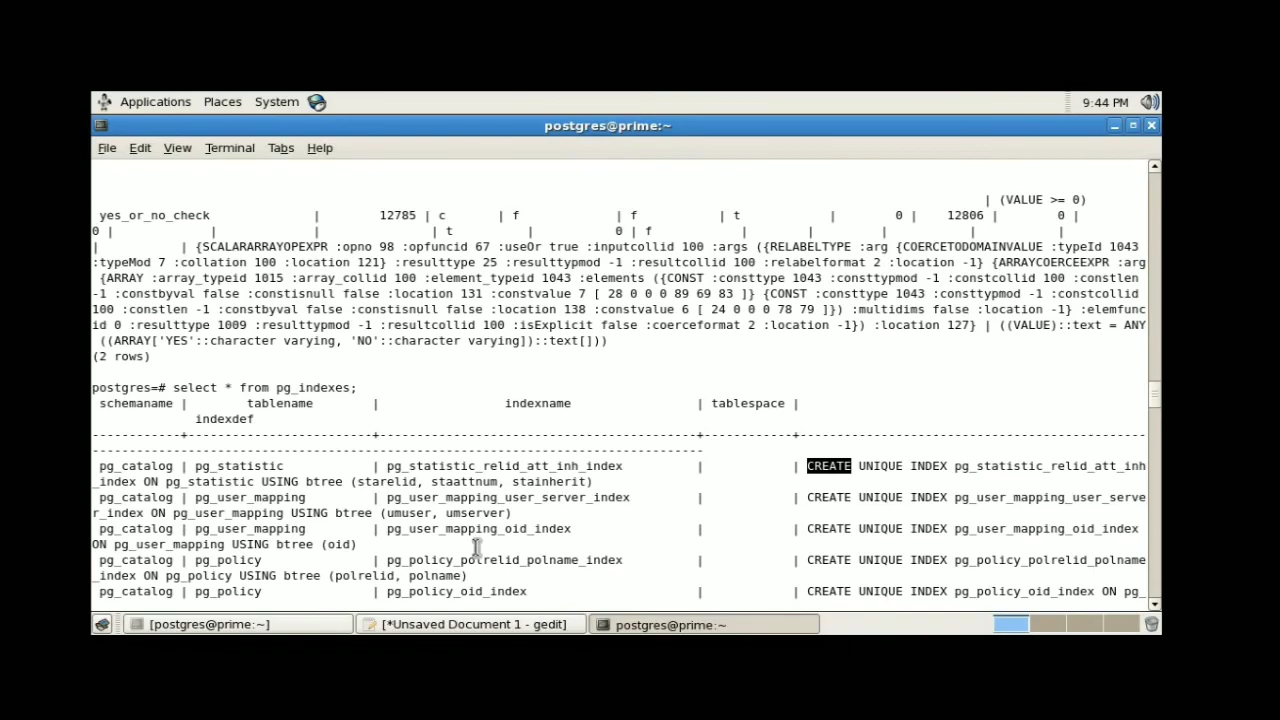 Applications Places System 9:44 PM
postgres@prime:~
File Edit View Terminal Tabs Help
| (VALUE >= 0)
yes_or_no_check | 12785 | c | f | f | t | 0 | 12806 | 0 |
0 | | | t | 0 | f | | | | |
| | {SCALARARRAYOPEXPR :opno 98 :opfuncid 67 :useOr true :inputcollid 100 :args ({RELABELTYPE :arg {COERCETODOMAINVALUE :typeId 1043
:typeMod 7 :collation 100 :location 121} :resulttype 25 :resulttypmod -1 :resultcollid 100 :relabelformat 2 :location -1} {ARRAYCOERCEEXPR :arg
{ARRAY :array_typeid 1015 :array_collid 100 :element_typeid 1043 :elements ({CONST :consttype 1043 :consttypmod -1 :constcollid 100 :constlen
-1 :constbyval false :constisnull false :location 131 :constvalue 7 [ 28 0 0 0 89 69 83 ]} {CONST :consttype 1043 :consttypmod -1 :constcollid
100 :constlen -1 :constbyval false :constisnull false :location 138 :constvalue 6 [ 24 0 0 0 78 79 ]}) :multidims false :location -1} :elemfunc
id 0 :resulttype 1009 :resulttypmod -1 :resultcollid 100 :isExplicit false :coerceformat 2 :location -1}) :location 127} | ((VALUE)::text = ANY
((ARRAY['YES'::character varying, 'NO'::character varying])::text[]))
(2 rows)
postgres=# select * from pg_indexes;
schemaname | tablename | indexname | tablespace |
indexdef
-----------+------------------------+-------------------------------------------+------------+-----------------------------------------------
-----------------------------------------------------------------------------------
pg_catalog | pg_statistic | pg_statistic_relid_att_inh_index | | CREATE UNIQUE INDEX pg_statistic_relid_att_inh
_index ON pg_statistic USING btree (starelid, staattnum, stainherit)
pg_catalog | pg_user_mapping | pg_user_mapping_user_server_index | | CREATE UNIQUE INDEX pg_user_mapping_user_serve
r_index ON pg_user_mapping USING btree (umuser, umserver)
pg_catalog | pg_user_mapping | pg_user_mapping_oid_index | | CREATE UNIQUE INDEX pg_user_mapping_oid_index
ON pg_user_mapping USING btree (oid)
pg_catalog | pg_policy | pg_policy_polrelid_polname_index | | CREATE UNIQUE INDEX pg_policy_polrelid_polname
_index ON pg_policy USING btree (polrelid, polname)
pg_catalog | pg_policy | pg_policy_oid_index | | CREATE UNIQUE INDEX pg_policy_oid_index ON pg_
[postgres@prime:~] [*Unsaved Document 1 - gedit] postgres@prime:~